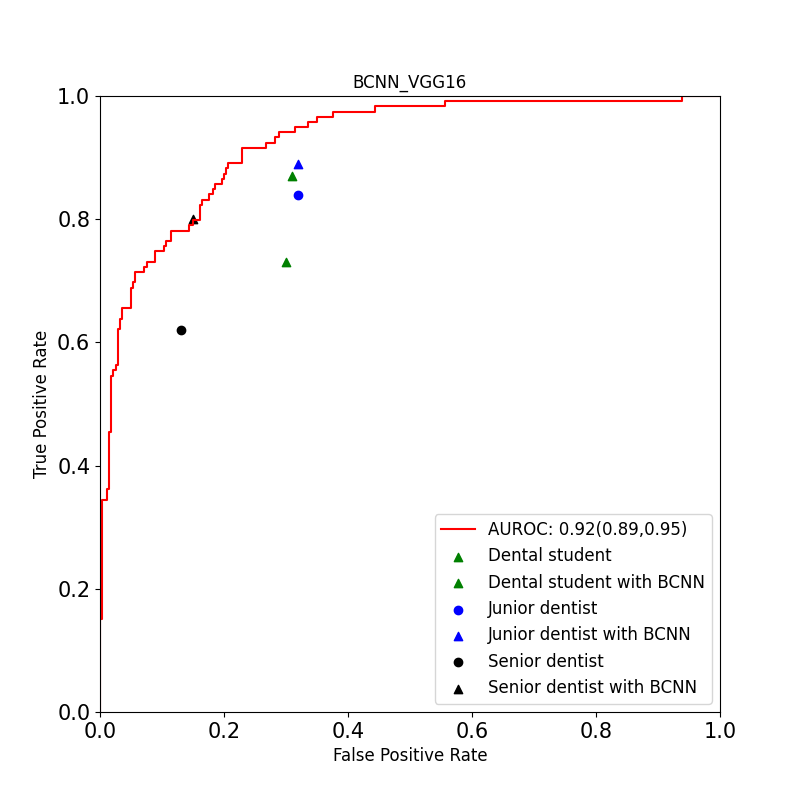 BCNN_VGG16
1.0
0.8
0.6
0.4
0.2
0.0
True Positive Rate
AUROC: 0.92(0.89,0.95)
Dental student
Dental student with BCNN
Junior dentist
Junior dentist with BCNN
Senior dentist
Senior dentist with BCNN
0.0 0.2 0.4 0.6 0.8 1.0
False Positive Rate